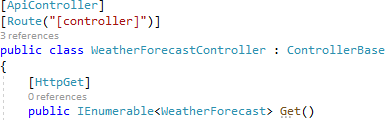 [ApiController]
[Route("[controller]")]
3 references
public class WeatherForecastController : ControllerBase
{
[HttpGet]
0 references
public IEnumerable<WeatherForecast> Get()